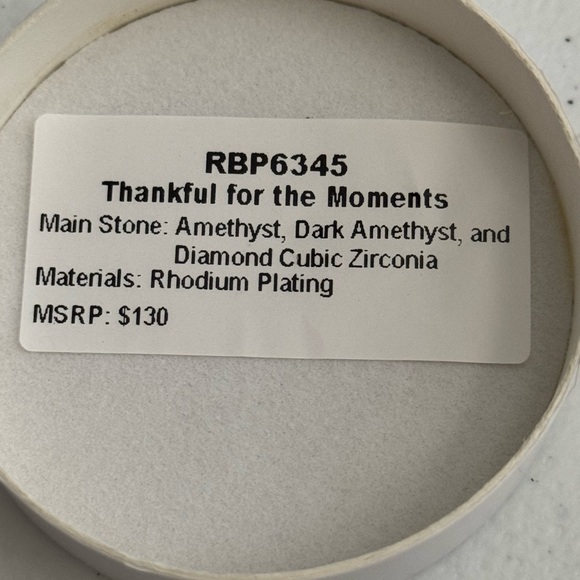 RBP6345
Thankful for the Moments
Main Stone: Amethyst, Dark Amethyst, and
Diamond Cubic Zirconia
Materials: Rhodium Plating
MSRP: $130